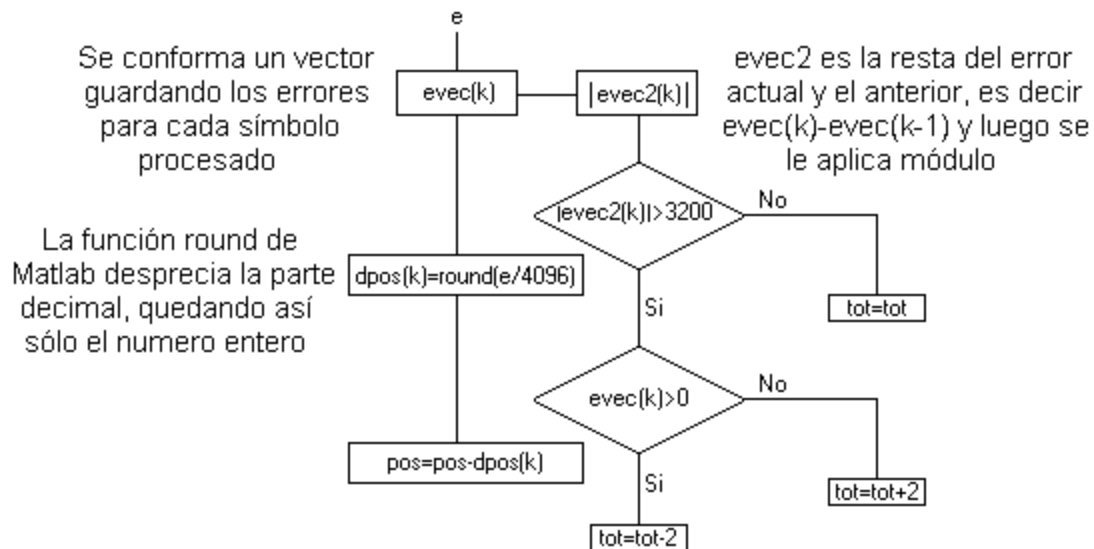 e
Se conforma un vector
guardando los errores
para cada símbolo
procesado
evec(k)
|evec2(k)|
evec2 es la resta del error
actual y el anterior, es decir
evec(k)-evec(k-1) y luego se
le aplica módulo
|evec2(k)|>3200
No
La función round de
Matlab desprecia la parte
decimal, quedando así
sólo el numero entero
dpos(k)=round(e/4096)
Si
tot=tot
evec(k)>0
No
pos=pos-dpos(k)
Si
tot=tot+2
tot=tot-2